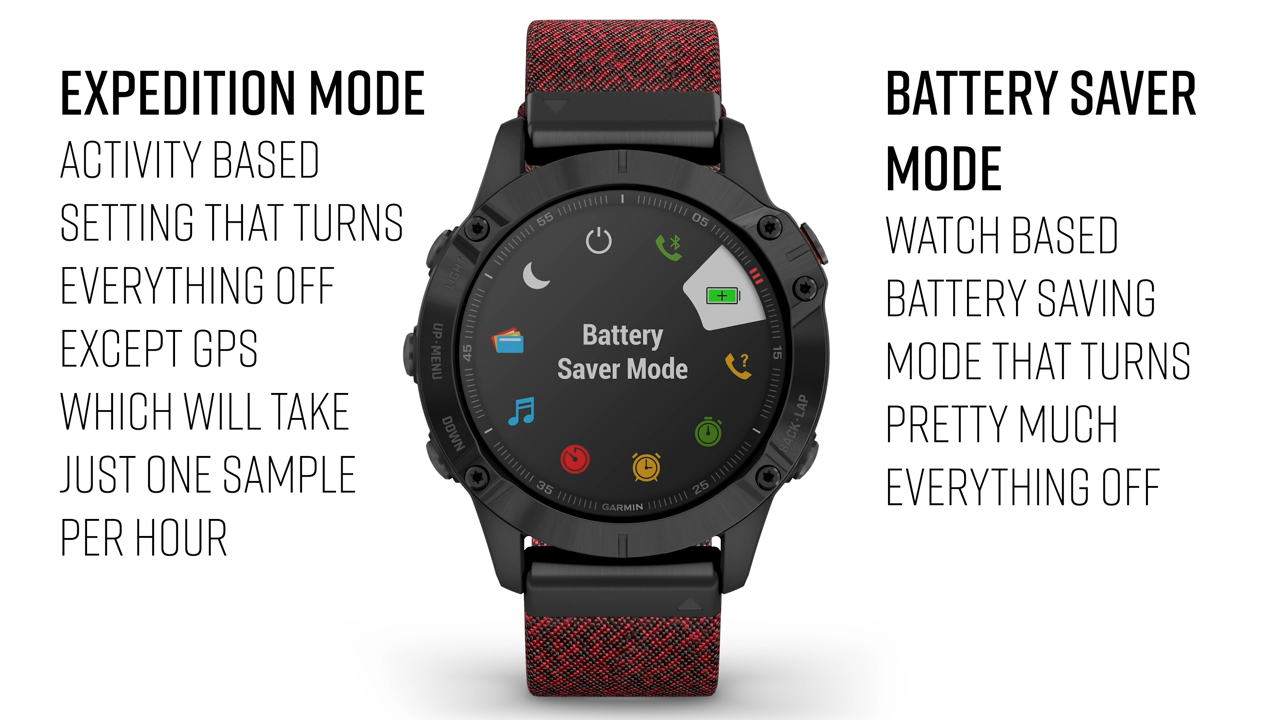 EXPEDITION MODE
ACTIVITY BASED
SETTING THAT TURNS
EVERYTHING OFF
EXCEPT GPS
WHICH WILL TAKE
JUST ONE SAMPLE
PER HOUR
55
05
LIGHT
?
Battery
Saver Mode
UP·MENU
45
15
DOWN
BACK·LAP
35
25
GARMIN
BATTERY SAVER
MODE
WATCH BASED
BATTERY SAVING
MODE THAT TURNS
PRETTY MUCH
EVERYTHING OFF